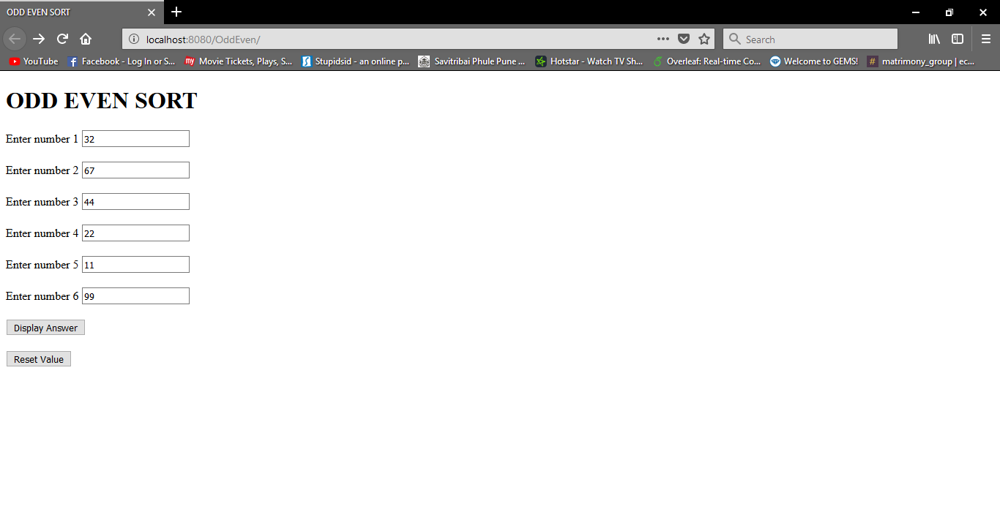 ODD EVEN SORT
localhost:8080/OddEven/
Search
YouTube
Facebook - Log In or S...
my
Movie Tickets, Plays, S...
Stupidsid - an online p...
Savitribai Phule Pune ...
Hotstar - Watch TV Sh...
Overleaf: Real-time Co...
Welcome to GEMS!
#
matrimony_group | ec...
ODD EVEN SORT
Enter number 1 32
Enter number 2 67
Enter number 3 44
Enter number 4 22
Enter number 5 11
Enter number 6 99
Display Answer
Reset Value